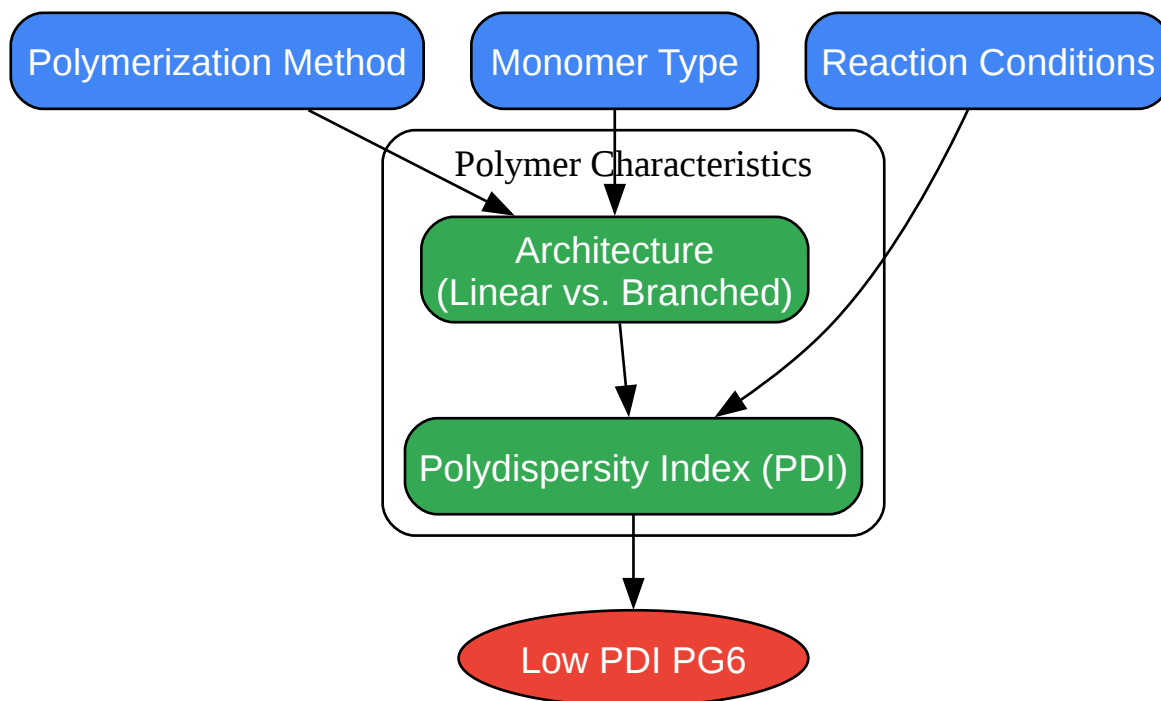 Polymerization Method
Monomer Type
Reaction Conditions
Polymer Characteristics
Architecture
(Linear vs. Branched)
Polydispersity Index (PDI)
Low PDI PG6